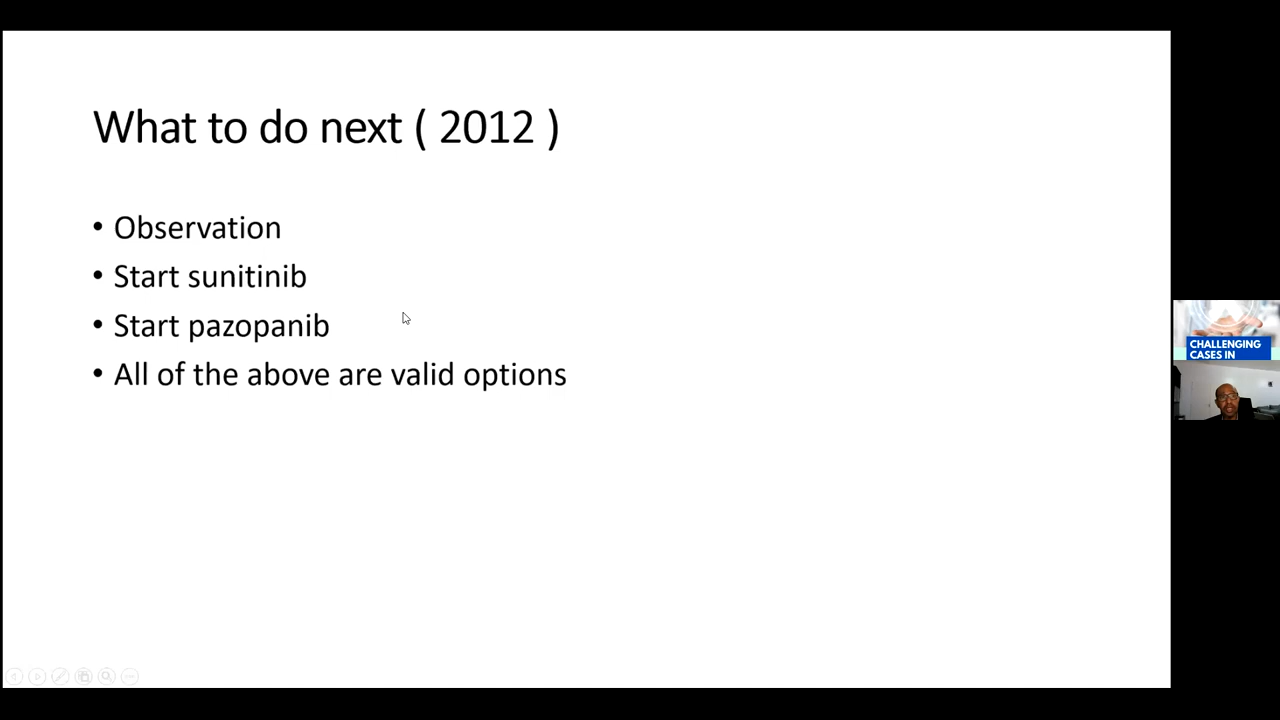 What to do next ( 2012 )
• Observation
• Start sunitinib
• Start pazopanib
• All of the above are valid options
CHALLENGING
CASES IN